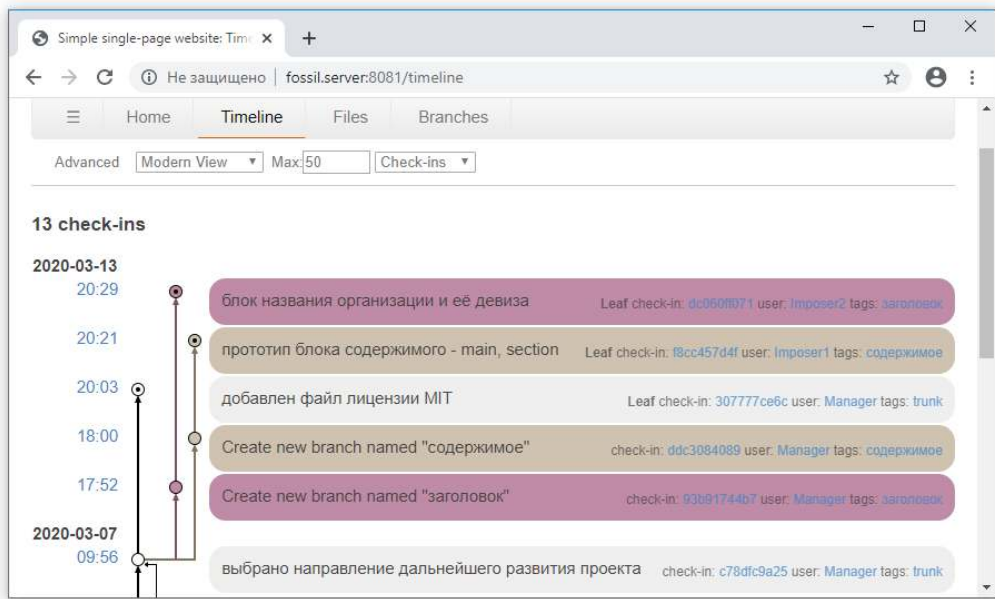 Simple single-page website: Tim
Не защищено | fossil.server:8081/timeline
☰ Home Timeline Files Branches
Advanced Modern View Max: 50 Check-ins
13 check-ins
2020-03-13
20:29 блок названия организации и её девиза Leaf check-in: dc060ff071 user: Imposer2 tags: заголовок
20:21 прототип блока содержимого - main, section Leaf check-in: f8cc457d4f user: Imposer1 tags: содержимое
20:03 добавлен файл лицензии MIT Leaf check-in: 307777ce6c user: Manager tags: trunk
18:00 Create new branch named "содержимое" check-in: ddc3084089 user: Manager tags: содержимое
17:52 Create new branch named "заголовок" check-in: 93b91744b7 user: Manager tags: заголовок
2020-03-07
09:56 выбрано направление дальнейшего развития проекта check-in: c78dfc9a25 user: Manager tags: trunk